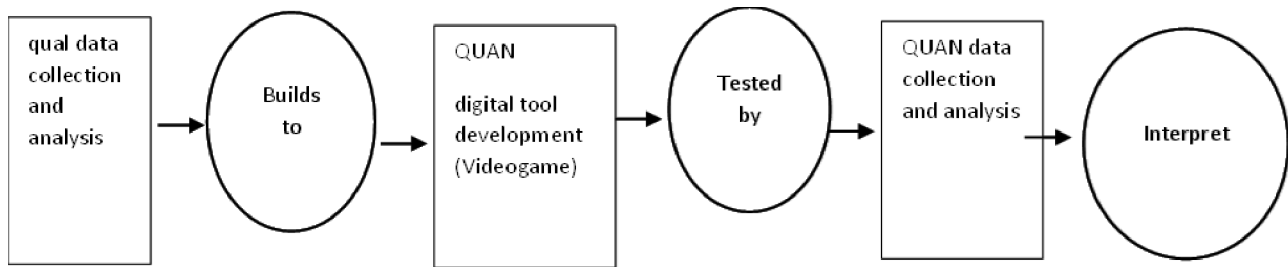 qual data
collection
and
analysis
Builds
to
QUAN
digital tool
development
(Videogame)
Tested
by
QUAN data
collection
and analysis
Interpret